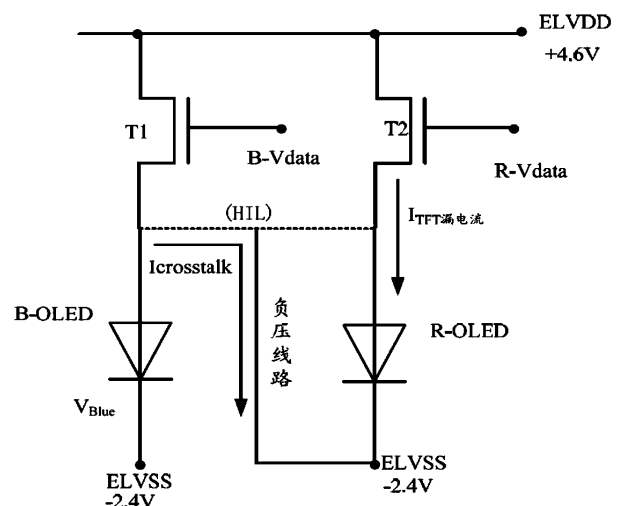 ELVDD
+4.6V
T1
T2
B-Vdata
R-Vdata
(HIL)
ITFT漏电流
Icrosstalk
B-OLED
负压线路
R-OLED
VBlue
ELVSS
-2.4V
ELVSS
-2.4V